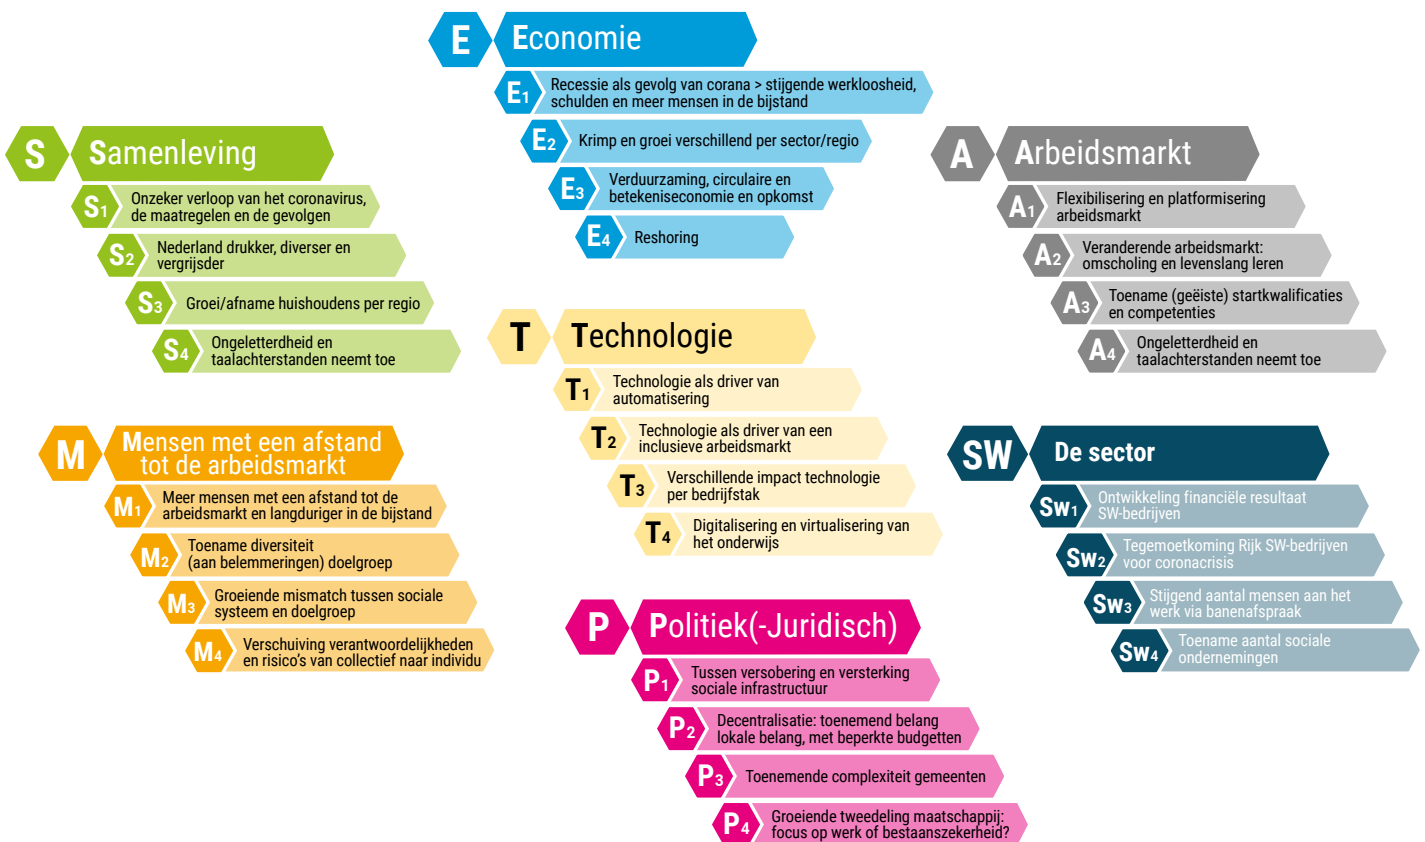 E Economie
E1 Recessie als gevolg van corana > stijgende werkloosheid,
schulden en meer mensen in de bijstand
E2 Krimp en groei verschillend per sector/regio
E3 Verduurzaming, circulaire en
betekeniseconomie en opkomst
E4 Reshoring
S Samenleving
S1 Onzeker verloop van het coronavirus,
de maatregelen en de gevolgen
S2 Nederland drukker, diverser en
vergrijsder
S3 Groei/afname huishoudens per regio
S4 Ongeletterdheid en
taalachterstanden neemt toe
A Arbeidsmarkt
A1 Flexibilisering en platformisering
arbeidsmarkt
A2 Veranderende arbeidsmarkt:
omscholing en levenslang leren
A3 Toename (geëiste) startkwalificaties
en competenties
A4 Ongeletterdheid en
taalachterstanden neemt toe
T Technologie
T1 Technologie als driver van
automatisering
T2 Technologie als driver van een
inclusieve arbeidsmarkt
T3 Verschillende impact technologie
per bedrijfstak
T4 Digitalisering en virtualisering van
het onderwijs
M Mensen met een afstand
tot de arbeidsmarkt
M1 Meer mensen met een afstand tot de
arbeidsmarkt en langduriger in de bijstand
M2 Toename diversiteit
(aan belemmeringen) doelgroep
M3 Groeiende mismatch tussen sociale
systeem en doelgroep
M4 Verschuiving verantwoordelijkheden
en risico's van collectief naar individu
SW De sector
SW1 Ontwikkeling financiële resultaat
SW-bedrijven
SW2 Tegemoetkoming Rijk SW-bedrijven
voor coronacrisis
SW3 Stijgend aantal mensen aan het
werk via banenafspraak
SW4 Toename aantal sociale
ondernemingen
P Politiek(-Juridisch)
P1 Tussen versobering en versterking
sociale infrastructuur
P2 Decentralisatie: toenemend belang
lokale belang, met beperkte budgetten
P3 Toenemende complexiteit gemeenten
P4 Groeiende tweedeling maatschappij:
focus op werk of bestaanszekerheid?